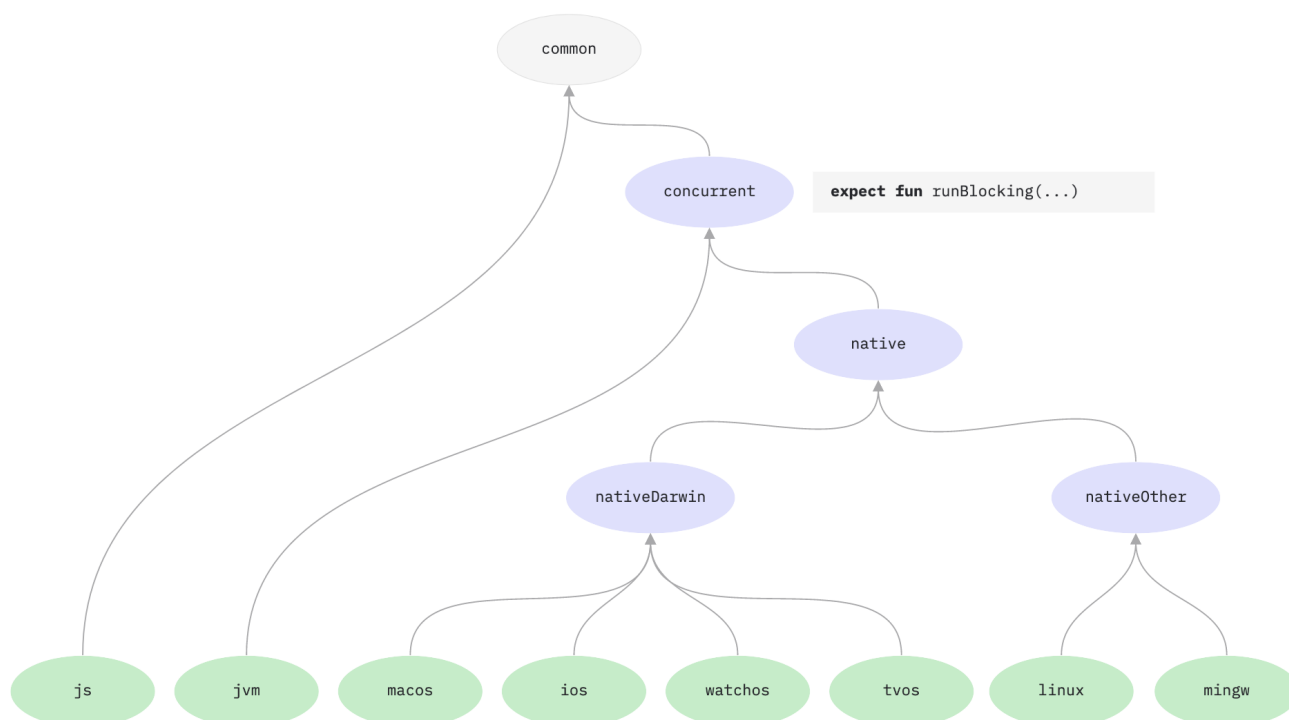 common
concurrent
expect fun runBlocking(...)
native
nativeDarwin
nativeOther
js
jvm
macos
ios
watchos
tvos
linux
mingw